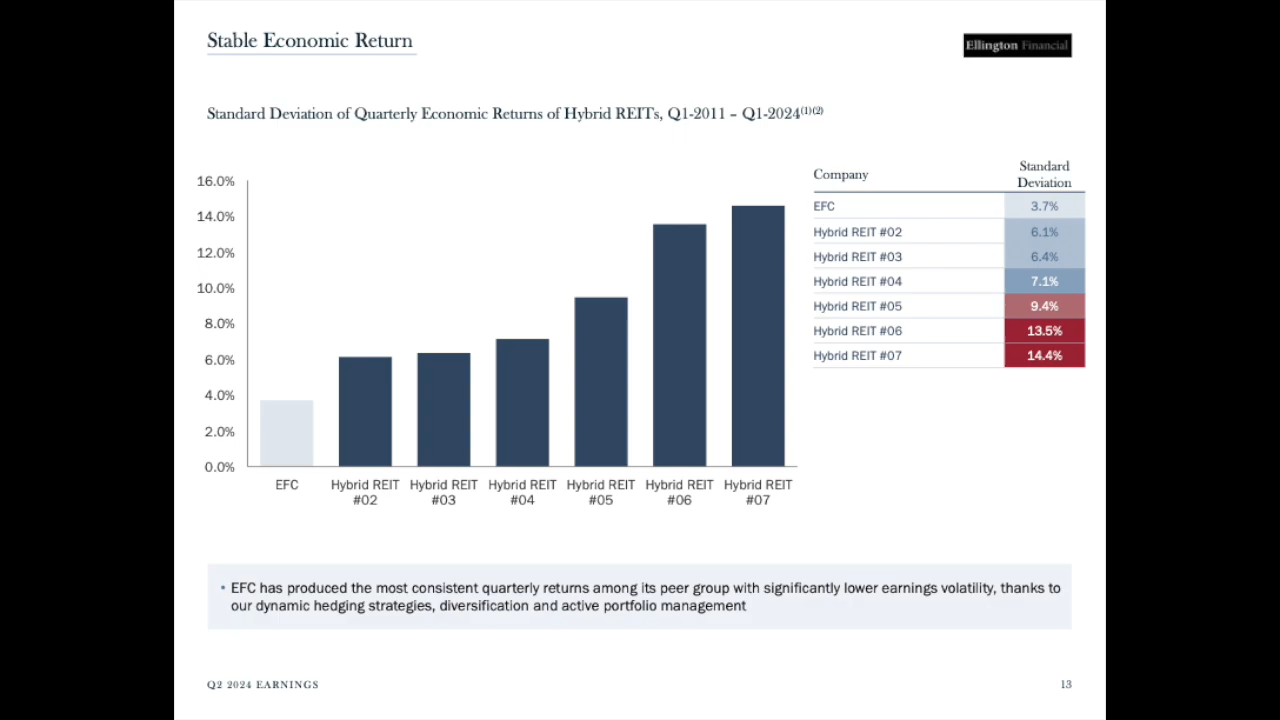 Stable Economic Return
Ellington Financial
Standard Deviation of Quarterly Economic Returns of Hybrid REITs, Q1-2011 – Q1-2024(1)(2)
16.0%
14.0%
12.0%
10.0%
8.0%
6.0%
4.0%
2.0%
0.0%
EFC
Hybrid REIT
#02
Hybrid REIT
#03
Hybrid REIT
#04
Hybrid REIT
#05
Hybrid REIT
#06
Hybrid REIT
#07
Company Standard
Deviation
EFC 3.7%
Hybrid REIT #02 6.1%
Hybrid REIT #03 6.4%
Hybrid REIT #04 7.1%
Hybrid REIT #05 9.4%
Hybrid REIT #06 13.5%
Hybrid REIT #07 14.4%
• EFC has produced the most consistent quarterly returns among its peer group with significantly lower earnings volatility, thanks to
our dynamic hedging strategies, diversification and active portfolio management
Q2 2024 EARNINGS
13